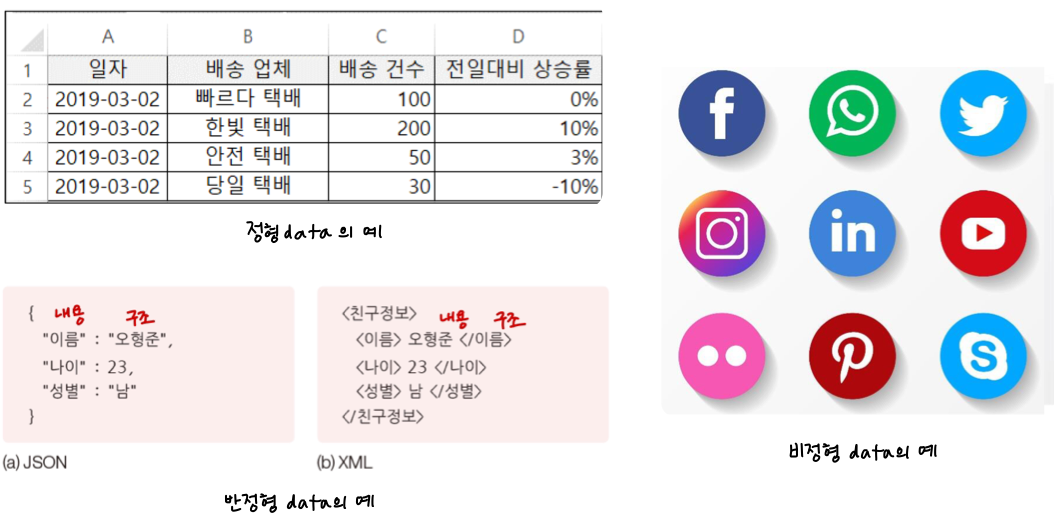 A B C D
1 일자 배송 업체 배송 건수 전일대비 상승률
2 2019-03-02 빠르다 택배 100 0%
3 2019-03-02 한빛 택배 200 10%
4 2019-03-02 안전 택배 50 3%
5 2019-03-02 당일 택배 30 -10%
정형data의 예
{ 내용 구조
"이름" : "오형준",
"나이" : 23,
"성별" : "남"
}
(a) JSON
<친구정보> 내용 구조
<이름> 오형준 </이름>
<나이> 23 </나이>
<성별> 남 </성별>
</친구정보>
(b) XML
반정형 data의 예
f
in
비정형 data의 예